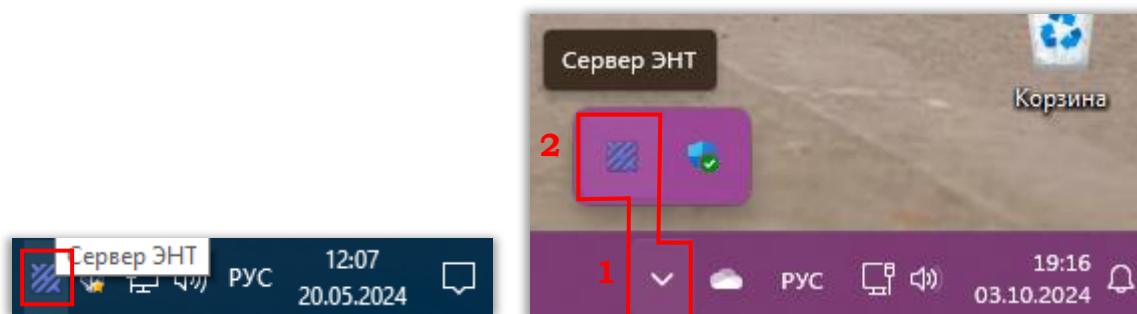 Сервер ЭНТ
РУС
12:07
20.05.2024
Сервер ЭНТ
Корзина
2
1
РУС
19:16
03.10.2024